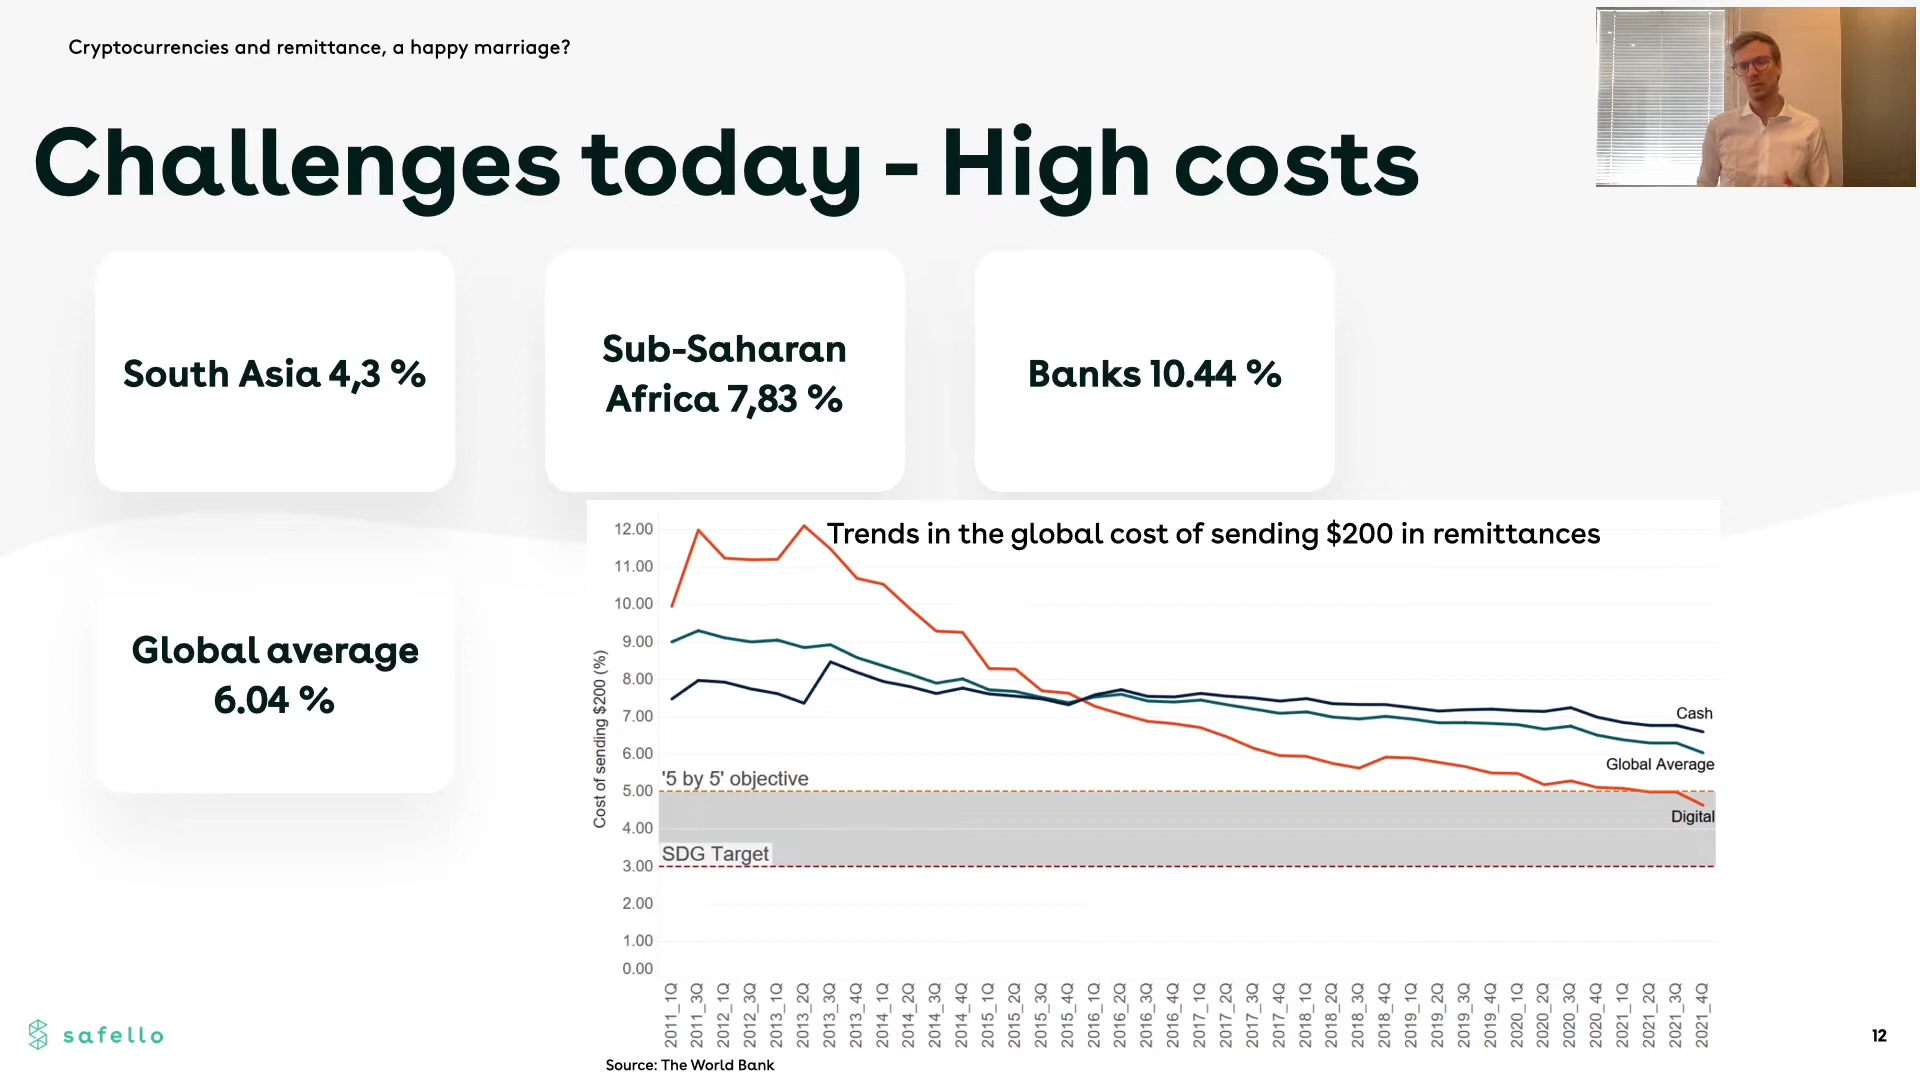 Cryptocurrencies and remittance, a happy marriage?
Challenges today - High costs
South Asia 4,3 %
Sub-Saharan
Africa 7,83 %
Banks 10.44 %
Global average
6.04 %
Trends in the global cost of sending $200 in remittances
Cost of sending $200 (%)
12.00
11.00
10.00
9.00
8.00
7.00
6.00
5.00
4.00
3.00
2.00
1.00
0.00
Cash
Global Average
'5 by 5' objective
Digital
SDG Target
2011_1Q
2011_3Q
2012_1Q
2012_3Q
2013_1Q
2013_2Q
2013_3Q
2013_4Q
2014_1Q
2014_2Q
2014_3Q
2014_4Q
2015_1Q
2015_2Q
2015_3Q
2015_4Q
2016_1Q
2016_2Q
2016_3Q
2016_4Q
2017_1Q
2017_2Q
2017_3Q
2017_4Q
2018_1Q
2018_2Q
2018_3Q
2018_4Q
2019_1Q
2019_2Q
2019_3Q
2019_4Q
2020_1Q
2020_2Q
2020_3Q
2020_4Q
2021_1Q
2021_2Q
2021_3Q
2021_4Q
Source: The World Bank
safello
12